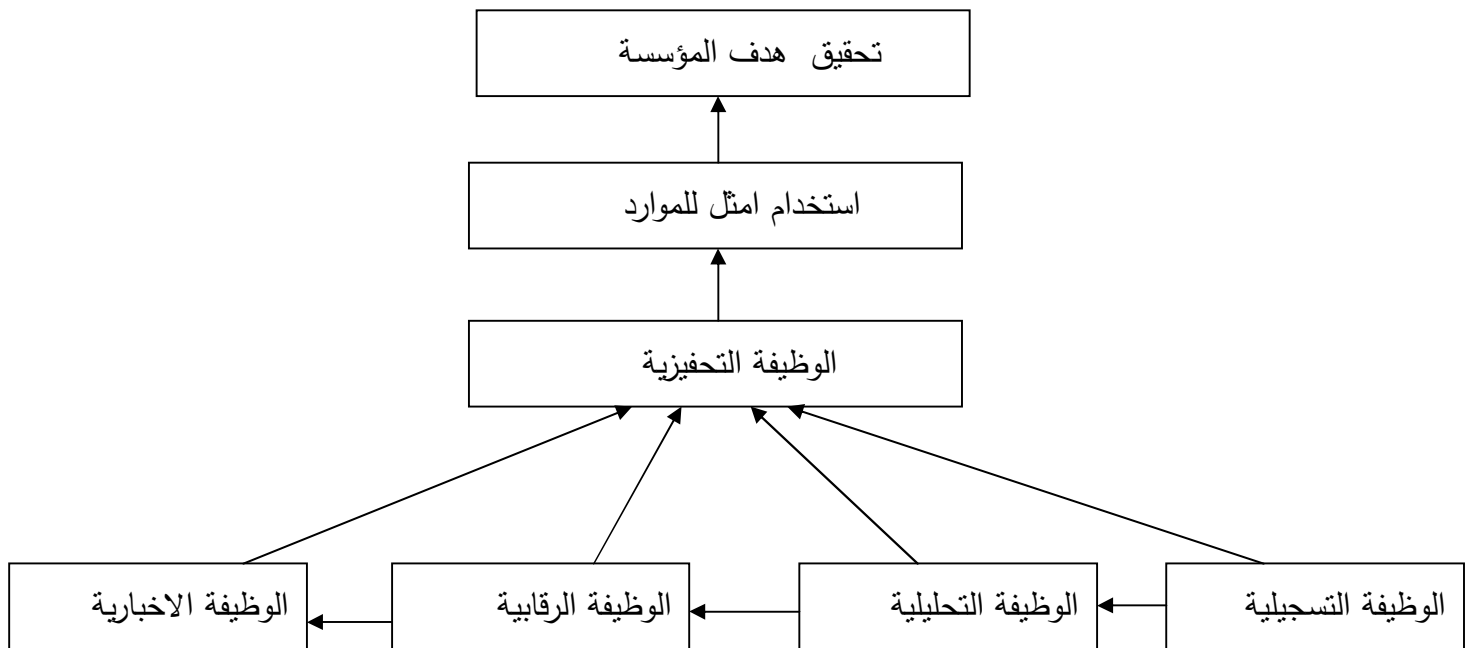 تحقيق هدف المؤسسة
استخدام امثل للموارد
الوظيفة التحفيزية
الوظيفة التسجيلية
الوظيفة التحليلية
الوظيفة الرقابية
الوظيفة الاخبارية